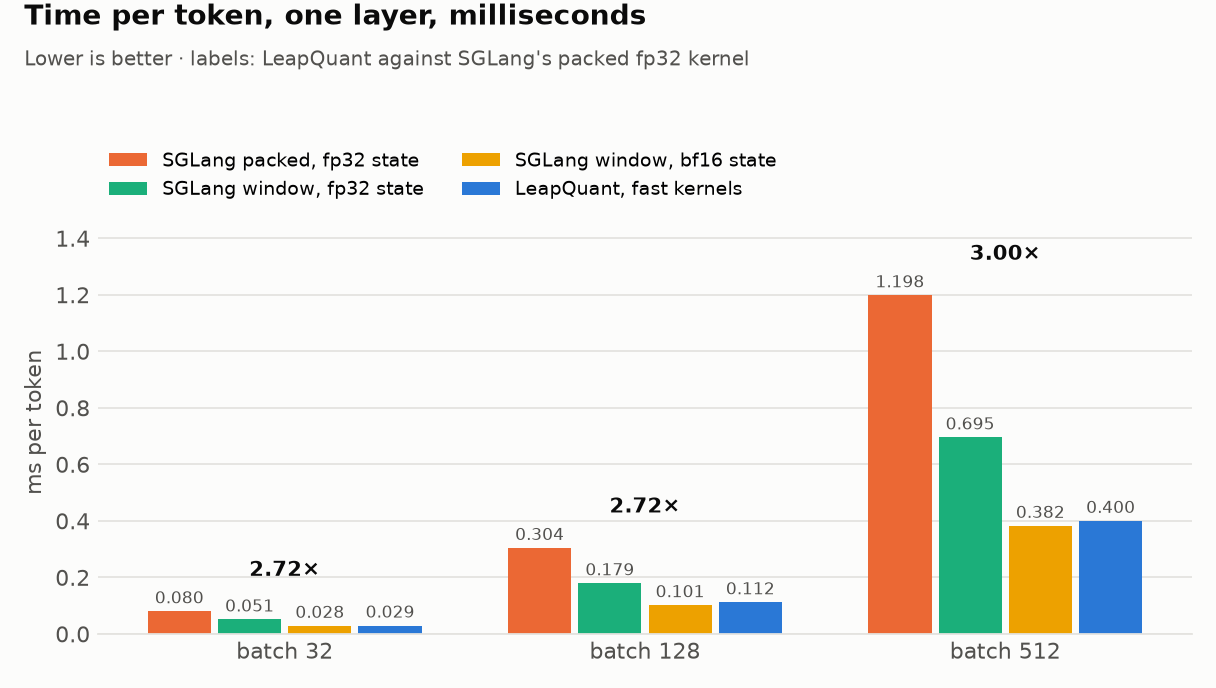 Time per token, one layer, milliseconds
Lower is better · labels: LeapQuant against SGLang's packed fp32 kernel
SGLang packed, fp32 state
SGLang window, bf16 state
SGLang window, fp32 state
LeapQuant, fast kernels
ms per token
1.4
1.2
1.0
0.8
0.6
0.4
0.2
0.0
2.72×
0.080
0.051
0.028
0.029
2.72×
0.304
0.179
0.101
0.112
3.00×
1.198
0.695
0.382
0.400
batch 32
batch 128
batch 512